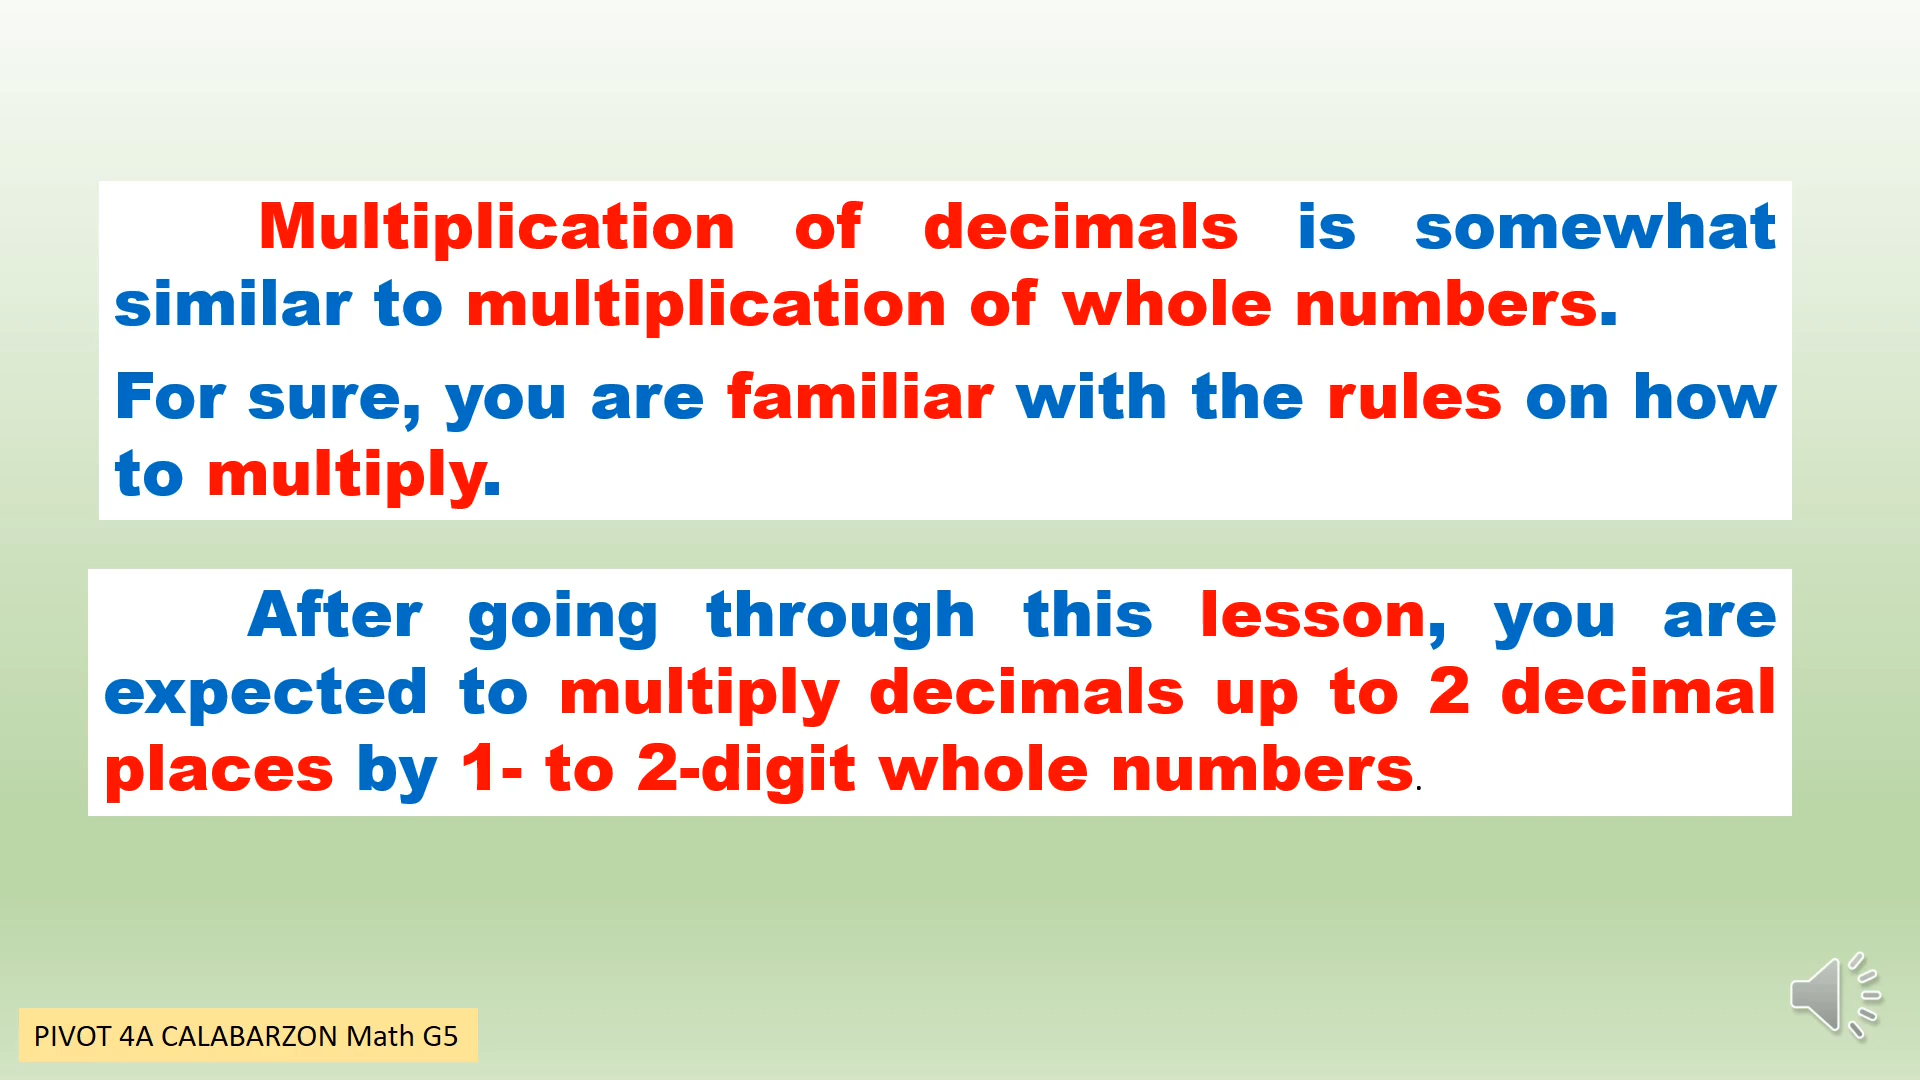 Multiplication of decimals is somewhat
similar to multiplication of whole numbers.
For sure, you are familiar with the rules on how
to multiply.
After going through this lesson, you are
expected to multiply decimals up to 2 decimal
places by 1- to 2-digit whole numbers.
PIVOT 4A CALABARZON Math G5